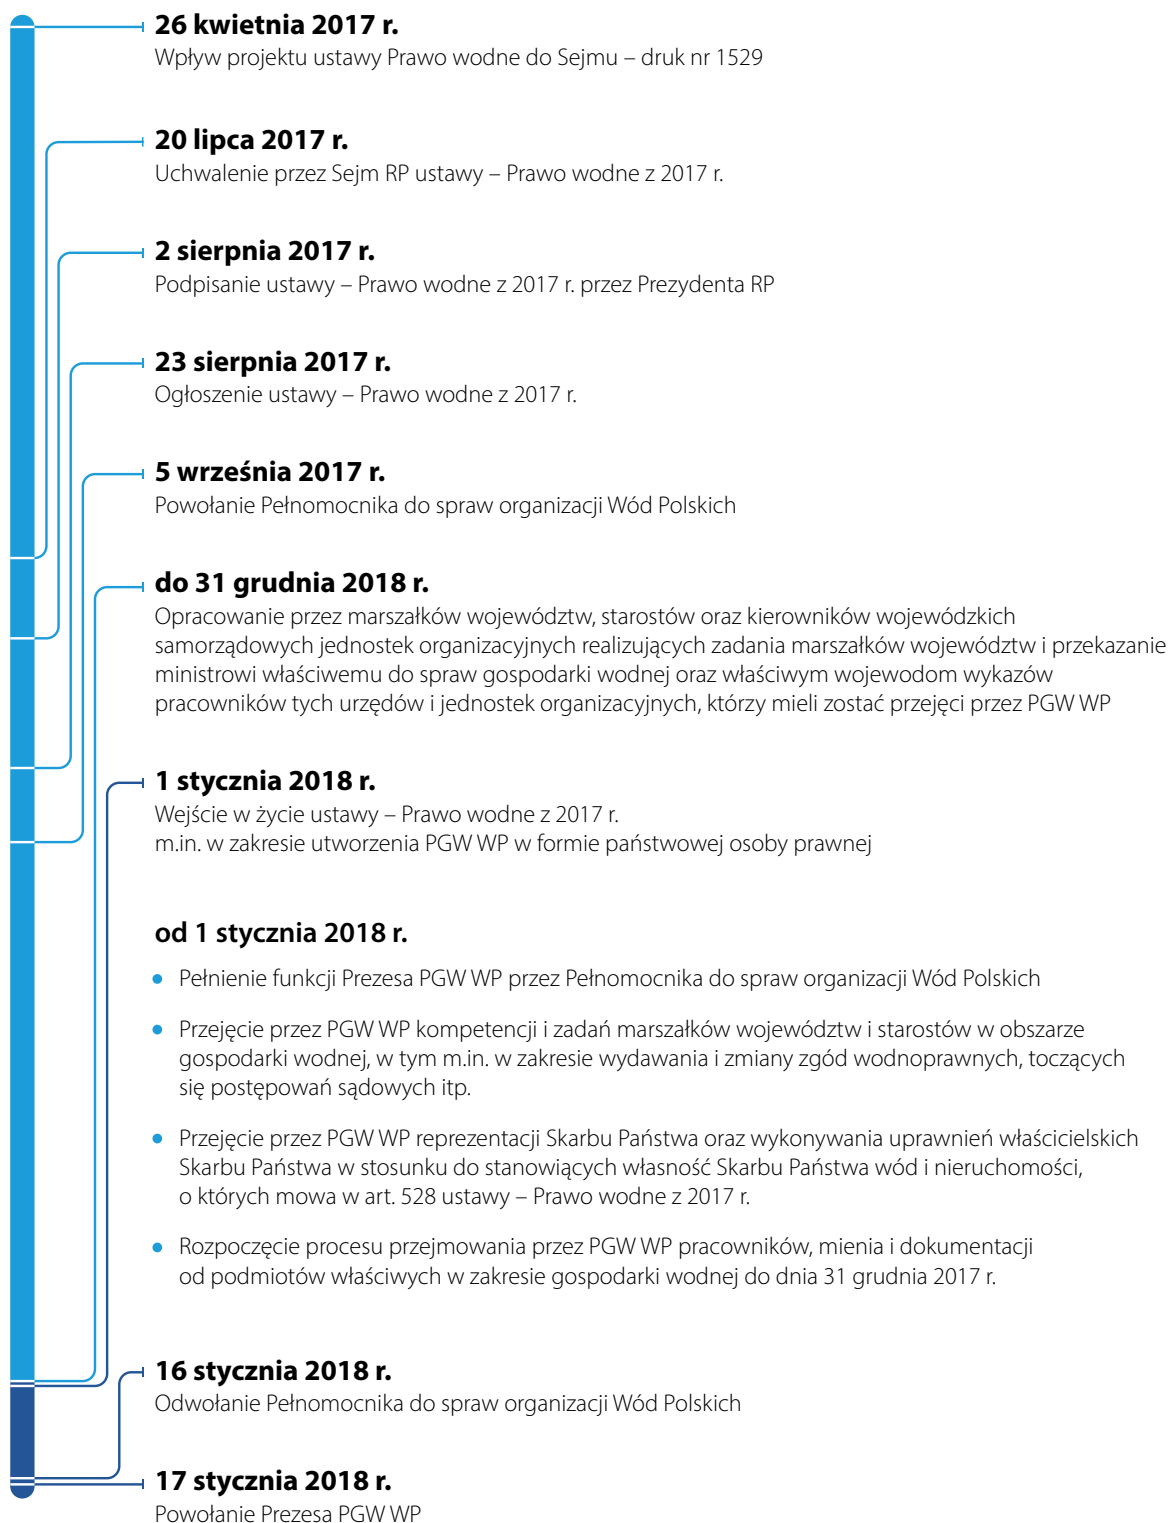 26 kwietnia 2017 r.
Wpływ projektu ustawy Prawo wodne do Sejmu – druk nr 1529
20 lipca 2017 r.
Uchwalenie przez Sejm RP ustawy – Prawo wodne z 2017 r.
2 sierpnia 2017 r.
Podpisanie ustawy – Prawo wodne z 2017 r. przez Prezydenta RP
23 sierpnia 2017 r.
Ogłoszenie ustawy – Prawo wodne z 2017 r.
5 września 2017 r.
Powołanie Pełnomocnika do spraw organizacji Wód Polskich
do 31 grudnia 2018 r.
Opracowanie przez marszałków województw, starostów oraz kierowników wojewódzkich
samorządowych jednostek organizacyjnych realizujących zadania marszałków województw i przekazanie
ministrowi właściwemu do spraw gospodarki wodnej oraz właściwym wojewodom wykazów
pracowników tych urzędów i jednostek organizacyjnych, którzy mieli zostać przejęci przez PGW WP
1 stycznia 2018 r.
Wejście w życie ustawy – Prawo wodne z 2017 r.
m.in. w zakresie utworzenia PGW WP w formie państwowej osoby prawnej
od 1 stycznia 2018 r.
• Pełnienie funkcji Prezesa PGW WP przez Pełnomocnika do spraw organizacji Wód Polskich
• Przejęcie przez PGW WP kompetencji i zadań marszałków województw i starostów w obszarze
gospodarki wodnej, w tym m.in. w zakresie wydawania i zmiany zgód wodnoprawnych, toczących
się postępowań sądowych itp.
• Przejęcie przez PGW WP reprezentacji Skarbu Państwa oraz wykonywania uprawnień właścicielskich
Skarbu Państwa w stosunku do stanowiących własność Skarbu Państwa wód i nieruchomości,
o których mowa w art. 528 ustawy – Prawo wodne z 2017 r.
• Rozpoczęcie procesu przejmowania przez PGW WP pracowników, mienia i dokumentacji
od podmiotów właściwych w zakresie gospodarki wodnej do dnia 31 grudnia 2017 r.
16 stycznia 2018 r.
Odwołanie Pełnomocnika do spraw organizacji Wód Polskich
17 stycznia 2018 r.
Powołanie Prezesa PGW WP